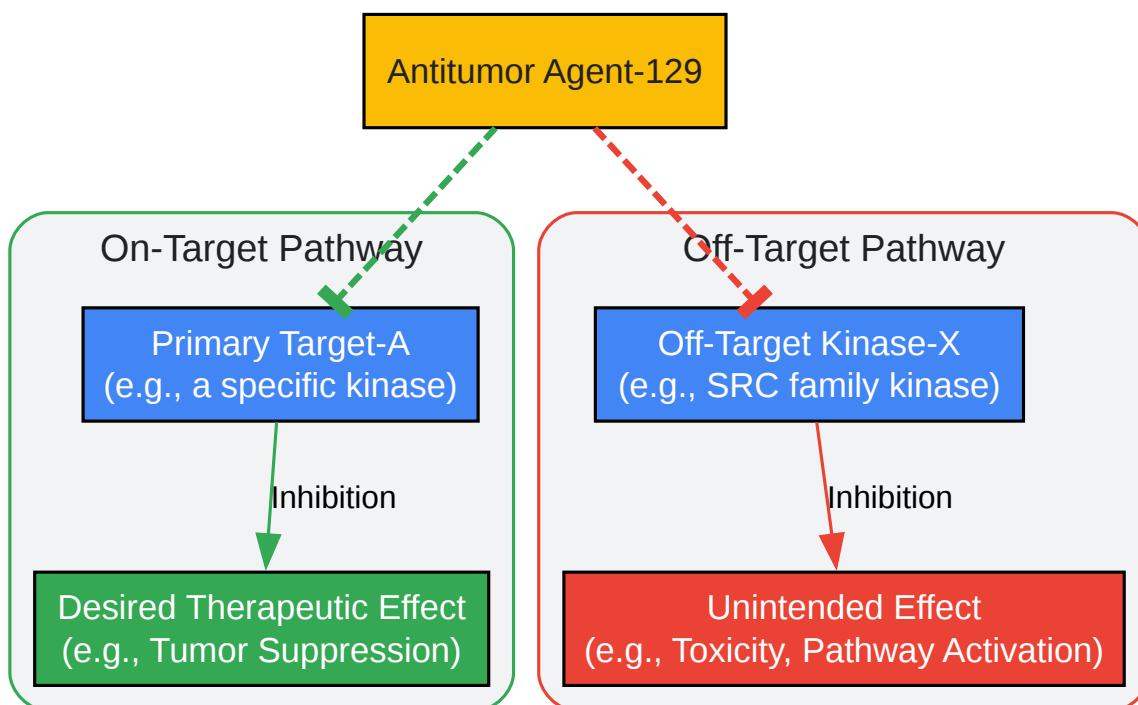 Antitumor Agent-129
On-Target Pathway
Primary Target-A
(e.g., a specific kinase)
Inhibition
Desired Therapeutic Effect
(e.g., Tumor Suppression)
Off-Target Pathway
Off-Target Kinase-X
(e.g., SRC family kinase)
Inhibition
Unintended Effect
(e.g., Toxicity, Pathway Activation)